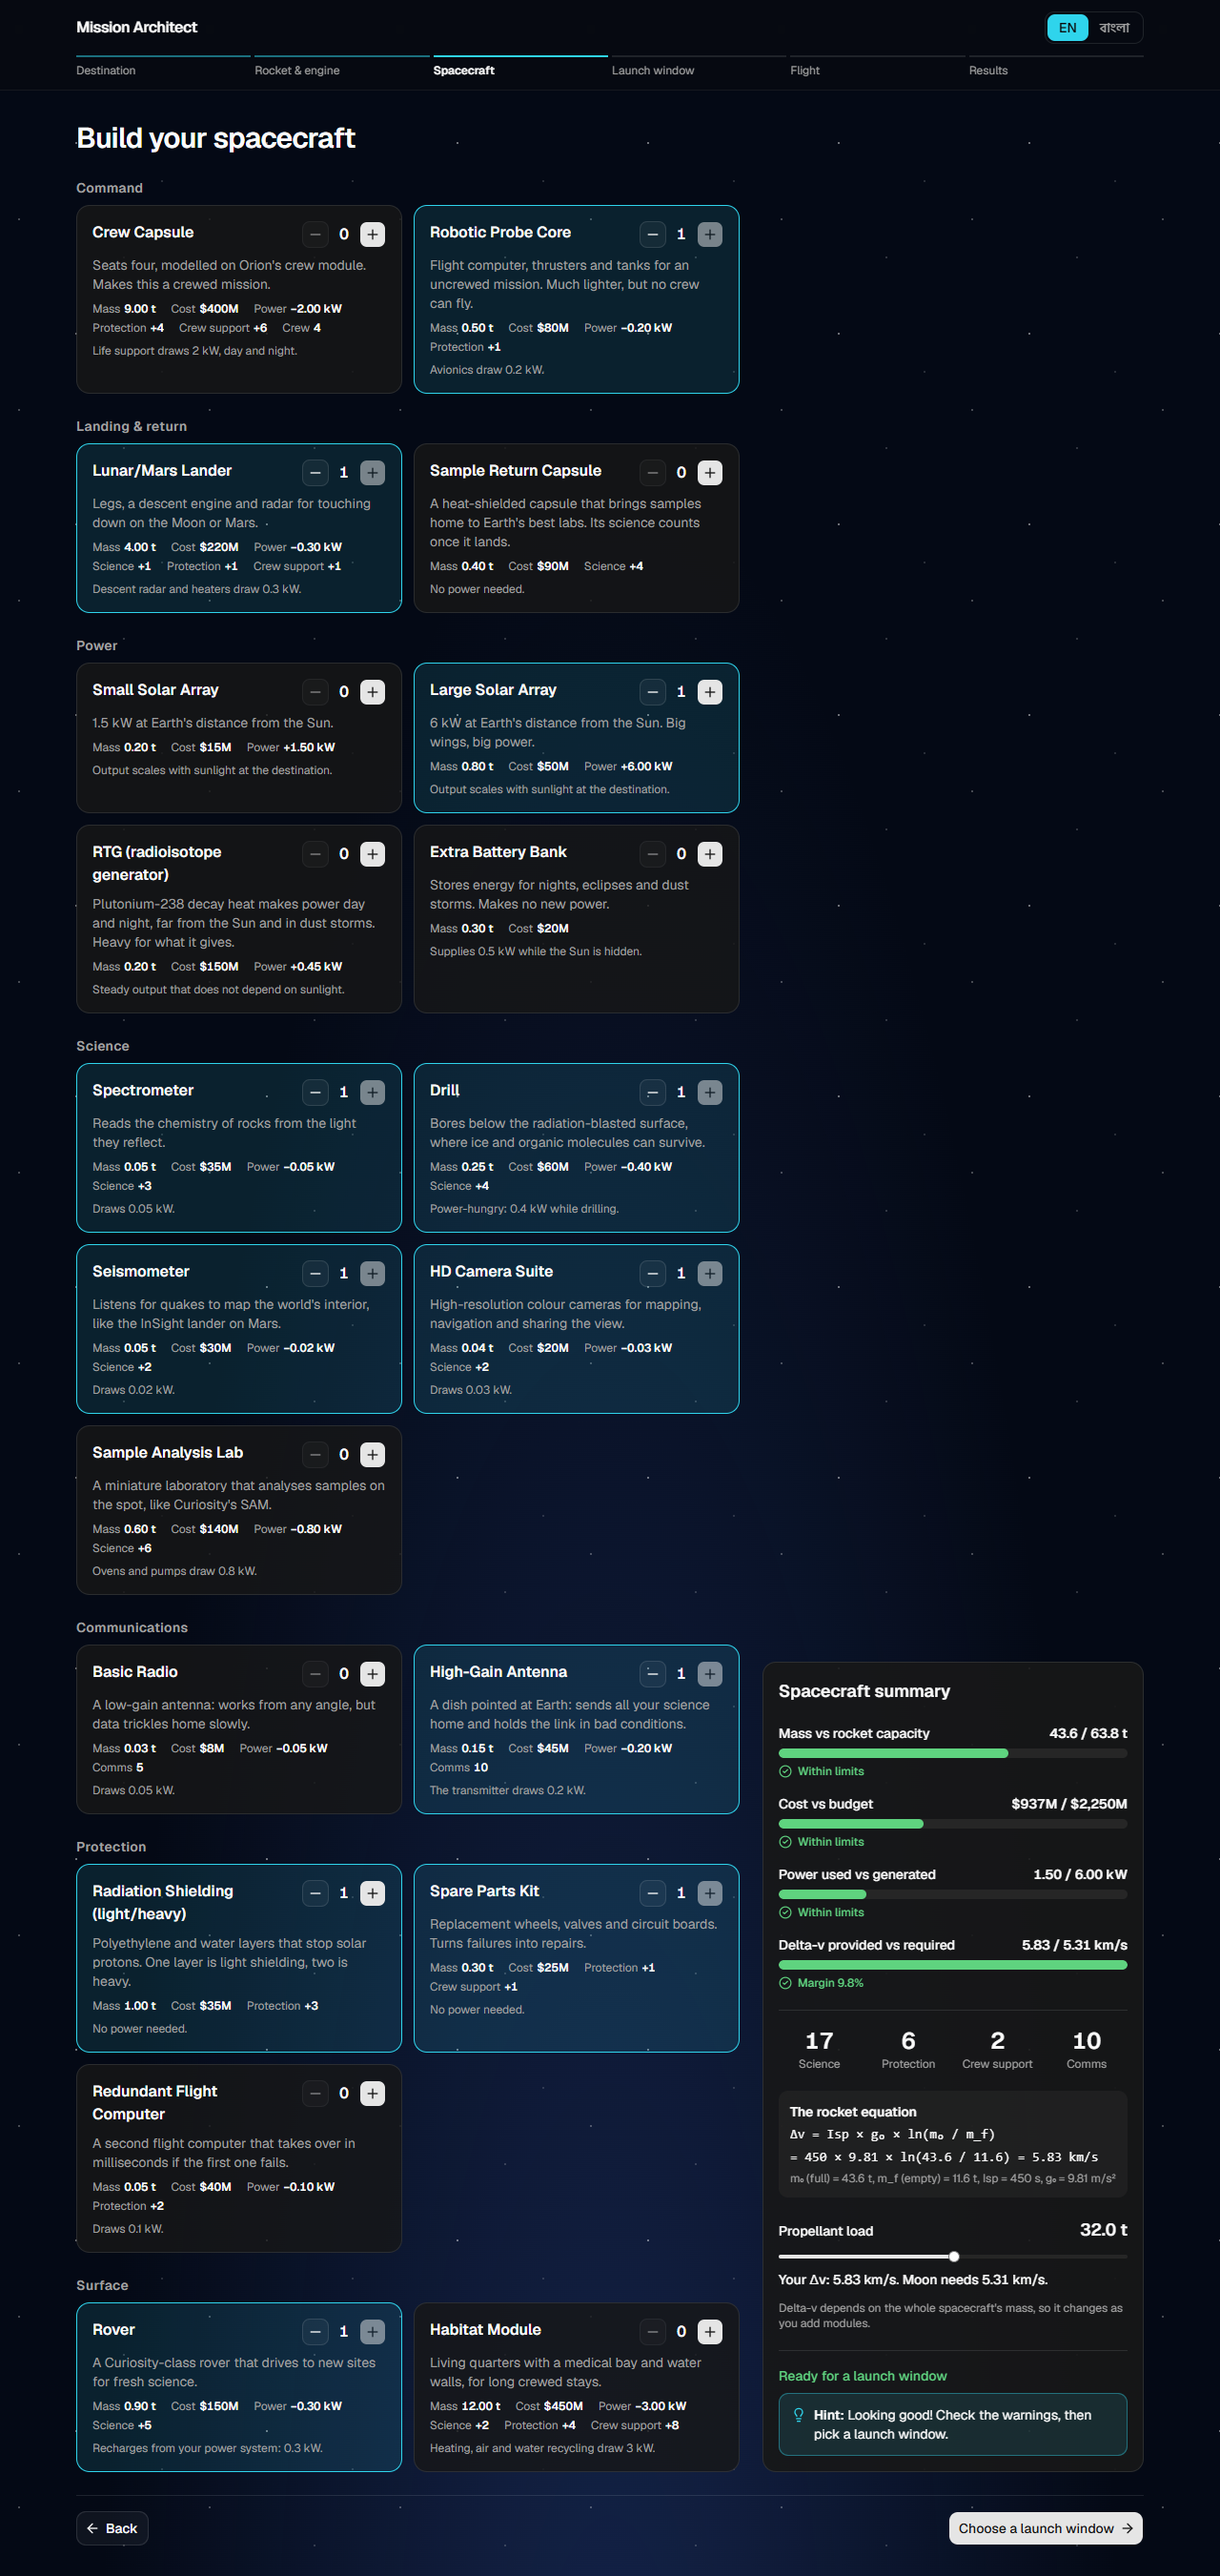 Mission Architect
EN
বাংলা
Destination
Rocket & engine
Spacecraft
Launch window
Flight
Results
Build your spacecraft
Command
Crew Capsule
0
Seats four, modelled on Orion's crew module.
Makes this a crewed mission.
Mass 9.00 t Cost $400M Power −2.00 kW
Protection +4 Crew support +6 Crew 4
Life support draws 2 kW, day and night.
Robotic Probe Core
1
Flight computer, thrusters and tanks for an
uncrewed mission. Much lighter, but no crew
can fly.
Mass 0.50 t Cost $80M Power −0.20 kW
Protection +1
Avionics draw 0.2 kW.
Landing & return
Lunar/Mars Lander
1
Legs, a descent engine and radar for touching
down on the Moon or Mars.
Mass 4.00 t Cost $220M Power −0.30 kW
Science +1 Protection +1 Crew support +1
Descent radar and heaters draw 0.3 kW.
Sample Return Capsule
0
A heat-shielded capsule that brings samples
home to Earth's best labs. Its science counts
once it lands.
Mass 0.40 t Cost $90M Science +4
No power needed.
Power
Small Solar Array
0
1.5 kW at Earth's distance from the Sun.
Mass 0.20 t Cost $15M Power +1.50 kW
Output scales with sunlight at the destination.
Large Solar Array
1
6 kW at Earth's distance from the Sun. Big
wings, big power.
Mass 0.80 t Cost $50M Power +6.00 kW
Output scales with sunlight at the destination.
RTG (radioisotope
generator)
0
Plutonium-238 decay heat makes power day
and night, far from the Sun and in dust storms.
Heavy for what it gives.
Mass 0.20 t Cost $150M Power +0.45 kW
Steady output that does not depend on sunlight.
Extra Battery Bank
0
Stores energy for nights, eclipses and dust
storms. Makes no new power.
Mass 0.30 t Cost $20M
Supplies 0.5 kW while the Sun is hidden.
Science
Spectrometer
1
Reads the chemistry of rocks from the light
they reflect.
Mass 0.05 t Cost $35M Power −0.05 kW
Science +3
Draws 0.05 kW.
Drill
1
Bores below the radiation-blasted surface,
where ice and organic molecules can survive.
Mass 0.25 t Cost $60M Power −0.40 kW
Science +4
Power-hungry: 0.4 kW while drilling.
Seismometer
1
Listens for quakes to map the world's interior,
like the InSight lander on Mars.
Mass 0.05 t Cost $30M Power −0.02 kW
Science +2
Draws 0.02 kW.
HD Camera Suite
1
High-resolution colour cameras for mapping,
navigation and sharing the view.
Mass 0.04 t Cost $20M Power −0.03 kW
Science +2
Draws 0.03 kW.
Sample Analysis Lab
0
A miniature laboratory that analyses samples on
the spot, like Curiosity's SAM.
Mass 0.60 t Cost $140M Power −0.80 kW
Science +6
Ovens and pumps draw 0.8 kW.
Communications
Basic Radio
0
A low-gain antenna: works from any angle, but
data trickles home slowly.
Mass 0.03 t Cost $8M Power −0.05 kW
Comms 5
Draws 0.05 kW.
High-Gain Antenna
1
A dish pointed at Earth: sends all your science
home and holds the link in bad conditions.
Mass 0.15 t Cost $45M Power −0.20 kW
Comms 10
The transmitter draws 0.2 kW.
Protection
Radiation Shielding
(light/heavy)
1
Polyethylene and water layers that stop solar
protons. One layer is light shielding, two is
heavy.
Mass 1.00 t Cost $35M Protection +3
No power needed.
Spare Parts Kit
1
Replacement wheels, valves and circuit boards.
Turns failures into repairs.
Mass 0.30 t Cost $25M Protection +1
Crew support +1
No power needed.
Redundant Flight
Computer
0
A second flight computer that takes over in
milliseconds if the first one fails.
Mass 0.05 t Cost $40M Power −0.10 kW
Protection +2
Draws 0.1 kW.
Surface
Rover
1
A Curiosity-class rover that drives to new sites
for fresh science.
Mass 0.90 t Cost $150M Power −0.30 kW
Science +5
Recharges from your power system: 0.3 kW.
Habitat Module
0
Living quarters with a medical bay and water
walls, for long crewed stays.
Mass 12.00 t Cost $450M Power −3.00 kW
Science +2 Protection +4 Crew support +8
Heating, air and water recycling draw 3 kW.
Spacecraft summary
Mass vs rocket capacity 43.6 / 63.8 t
Within limits
Cost vs budget $937M / $2,250M
Within limits
Power used vs generated 1.50 / 6.00 kW
Within limits
Delta-v provided vs required 5.83 / 5.31 km/s
Margin 9.8%
17 6 2 10
Science Protection Crew support Comms
The rocket equation
Δv = Isp × g₀ × ln(m₀ / m_f)
= 450 × 9.81 × ln(43.6 / 11.6) = 5.83 km/s
m₀ (full) = 43.6 t, m_f (empty) = 11.6 t, Isp = 450 s, g₀ = 9.81 m/s²
Propellant load 32.0 t
Your Δv: 5.83 km/s. Moon needs 5.31 km/s.
Delta-v depends on the whole spacecraft's mass, so it changes as
you add modules.
Ready for a launch window
Hint: Looking good! Check the warnings, then
pick a launch window.
← Back
Choose a launch window →